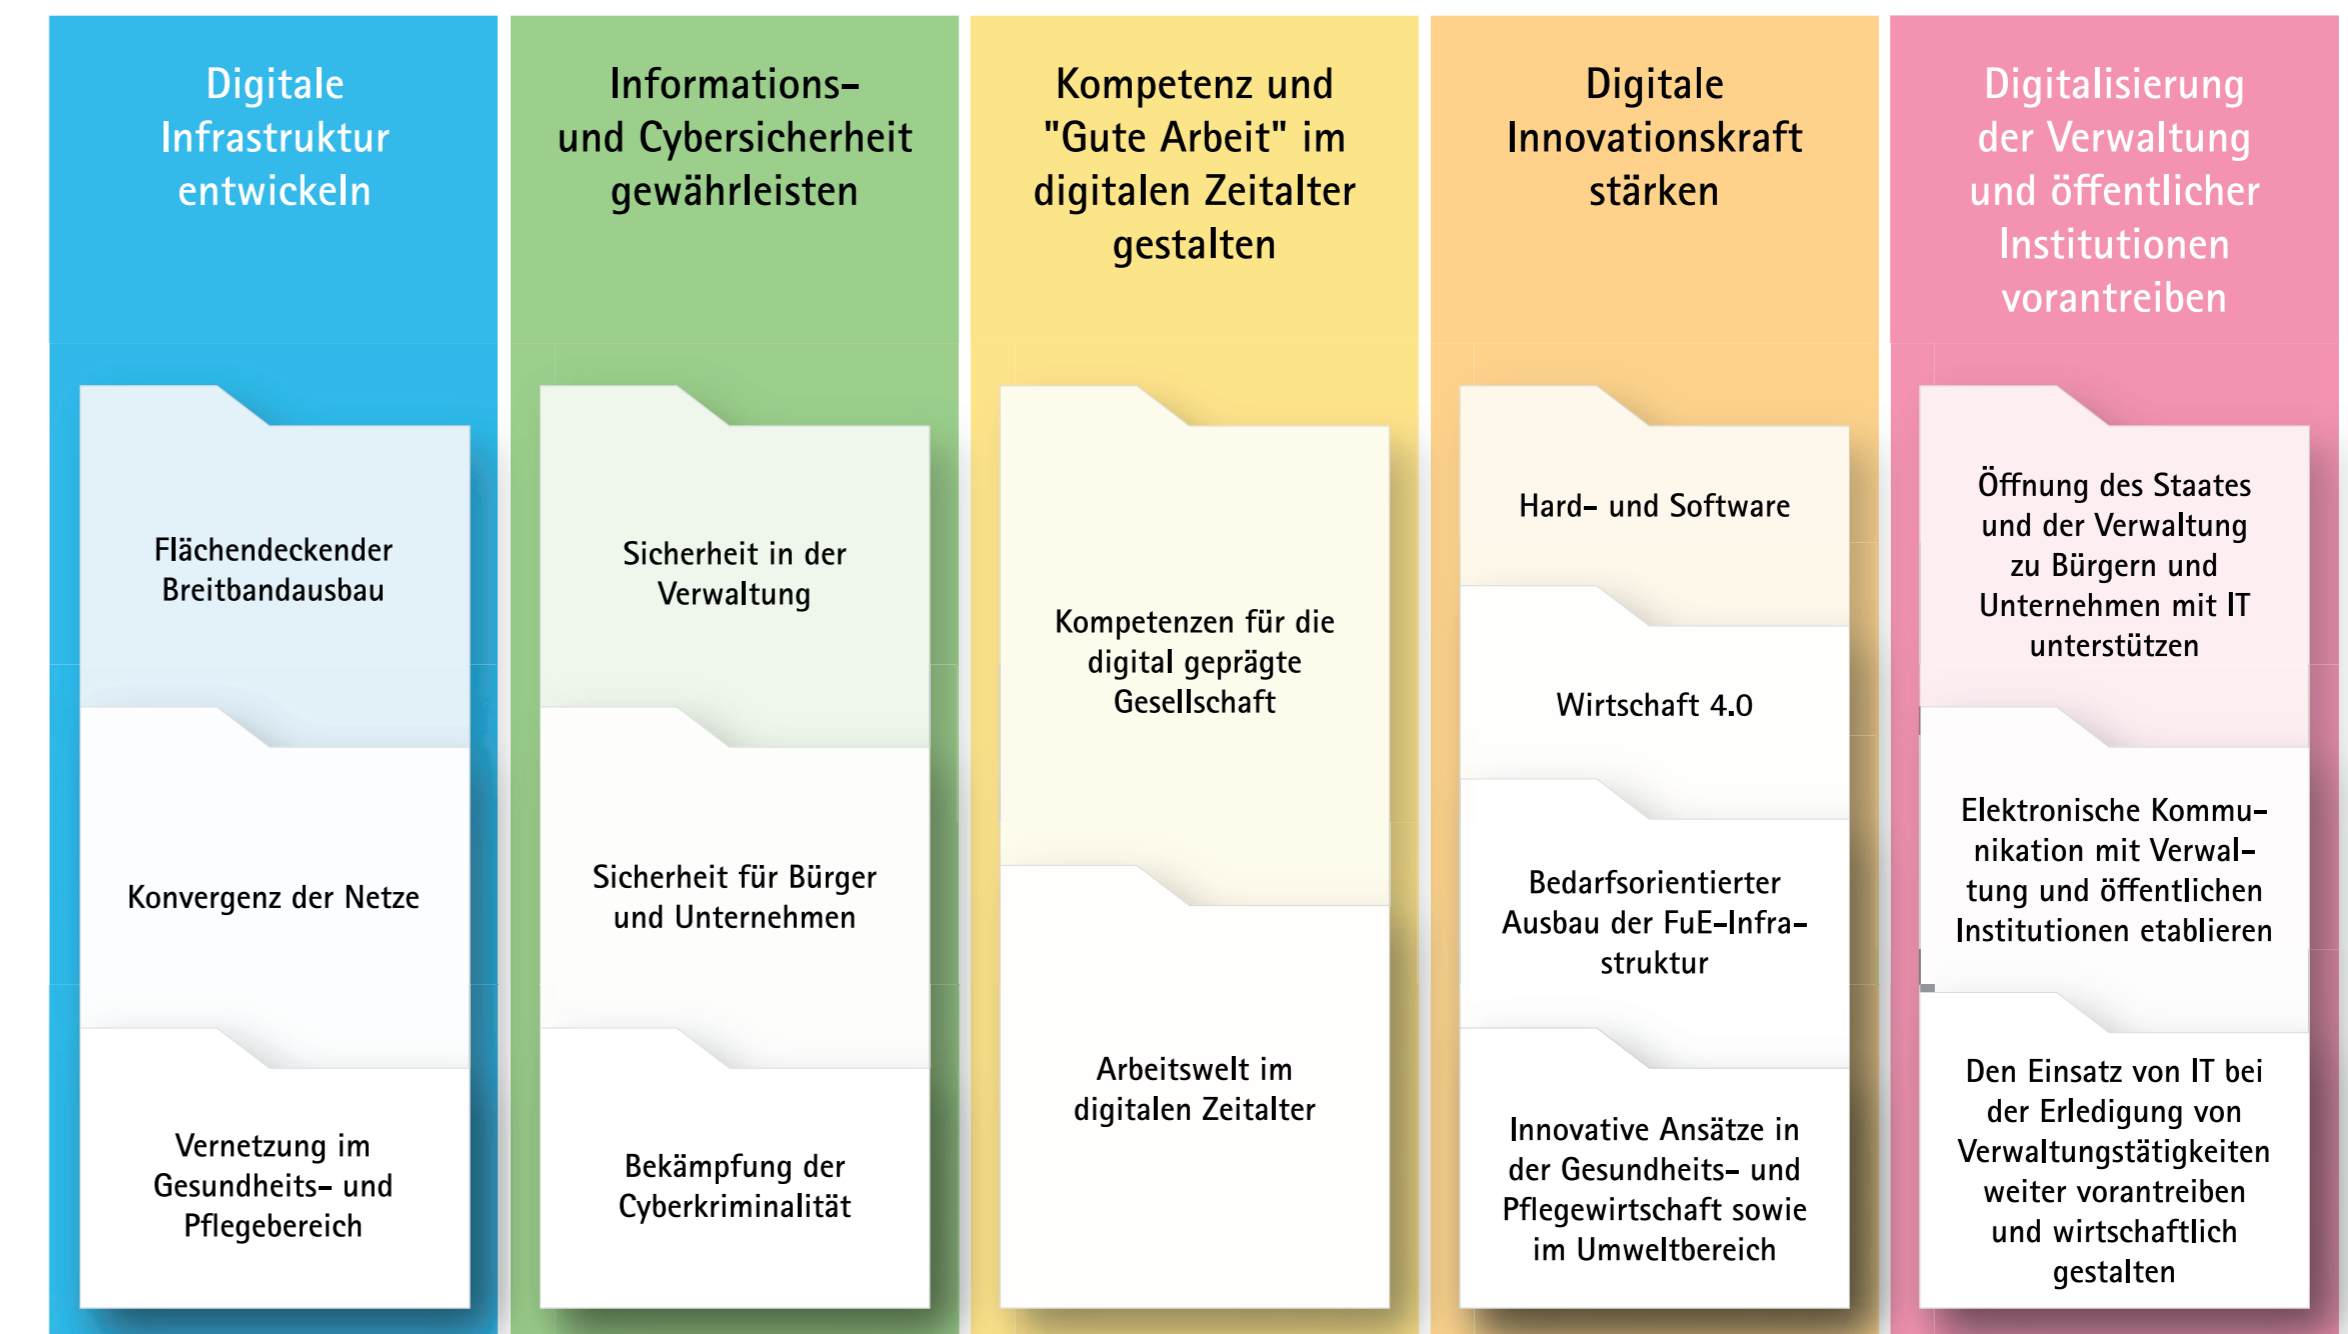 Digitale
Infrastruktur
entwickeln
Flächendeckender
Breitbandausbau
Konvergenz der Netze
Vernetzung im
Gesundheits- und
Pflegebereich
Informations-
und Cybersicherheit
gewährleisten
Sicherheit in der
Verwaltung
Sicherheit für Bürger
und Unternehmen
Bekämpfung der
Cyberkriminalität
Kompetenz und
"Gute Arbeit" im
digitalen Zeitalter
gestalten
Kompetenzen für die
digital geprägte
Gesellschaft
Arbeitswelt im
digitalen Zeitalter
Digitale
Innovationskraft
stärken
Hard- und Software
Wirtschaft 4.0
Bedarfsorientierter
Ausbau der FuE-Infra-
struktur
Innovative Ansätze in
der Gesundheits- und
Pflegewirtschaft sowie
im Umweltbereich
Digitalisierung
der Verwaltung
und öffentlicher
Institutionen
vorantreiben
Öffnung des Staates
und der Verwaltung
zu Bürgern und
Unternehmen mit IT
unterstützen
Elektronische Kommu-
nikation mit Verwal-
tung und öffentlichen
Institutionen etablieren
Den Einsatz von IT bei
der Erledigung von
Verwaltungstätigkeiten
weiter vorantreiben
und wirtschaftlich
gestalten